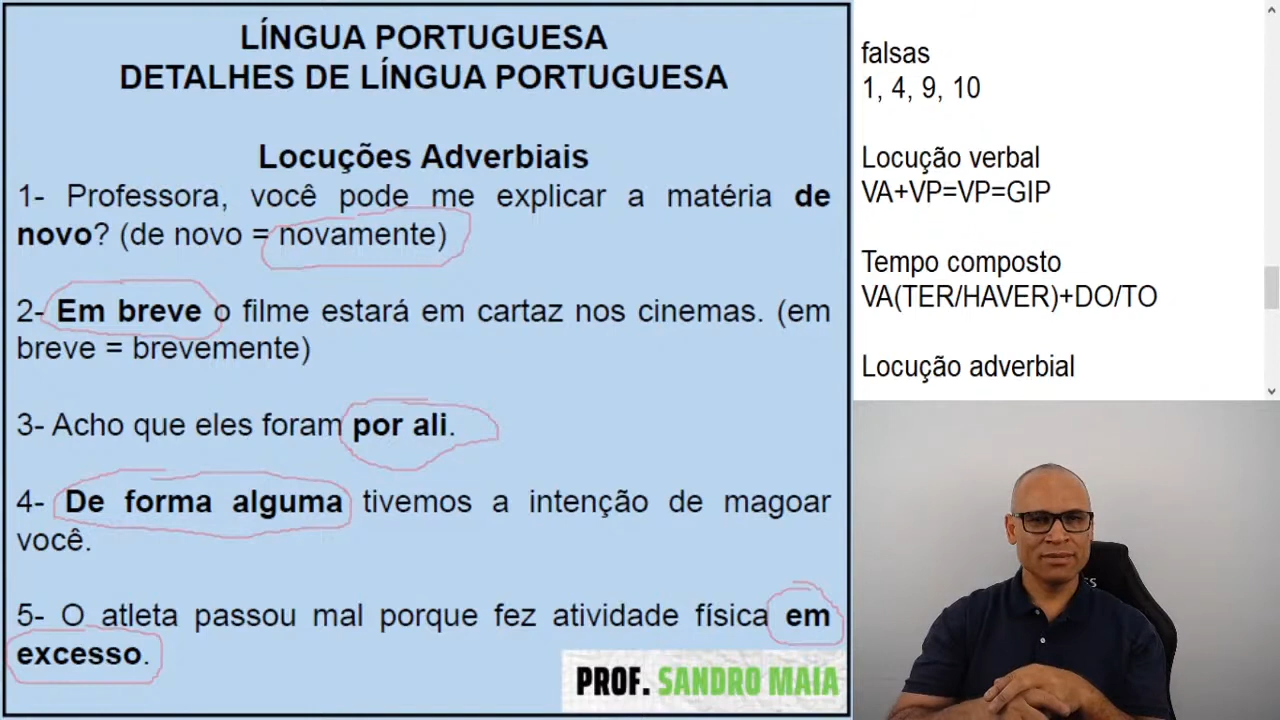 LÍNGUA PORTUGUESA
DETALHES DE LÍNGUA PORTUGUESA
Locuções Adverbiais
1- Professora, você pode me explicar a matéria de
novo? (de novo = novamente)
2- Em breve o filme estará em cartaz nos cinemas. (em
breve = brevemente)
3- Acho que eles foram por ali.
4- De forma alguma tivemos a intenção de magoar
você.
5- O atleta passou mal porque fez atividade física em
excesso.
PROF. SANDRO MAIA
falsas
1, 4, 9, 10
Locução verbal
VA+VP=VP=GIP
Tempo composto
VA(TER/HAVER)+DO/TO
Locução adverbial